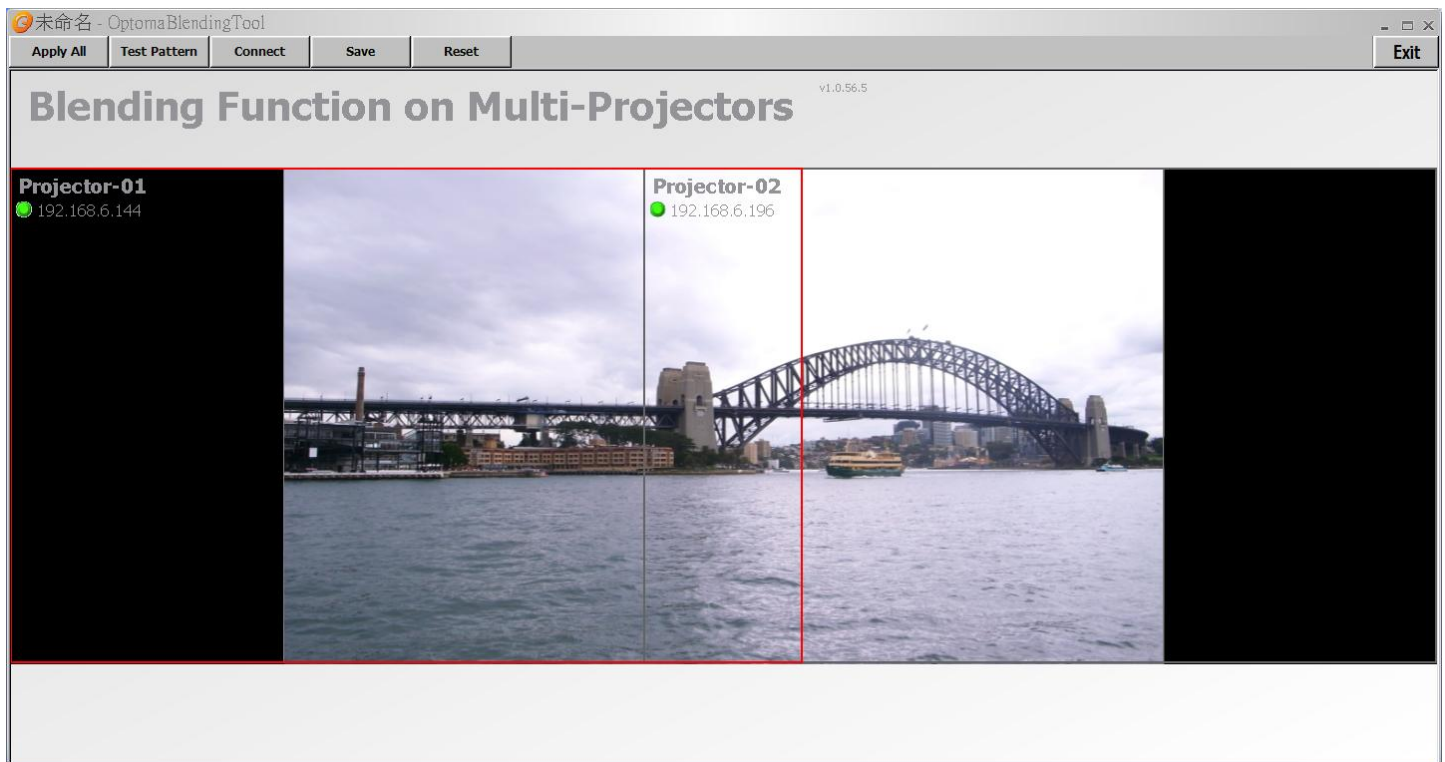 未命名 - OptomaBlendingTool
Apply All Test Pattern Connect Save Reset Exit
Blending Function on Multi-Projectors v1.0.56.5
Projector-01 Projector-02
192.168.6.144 192.168.6.196